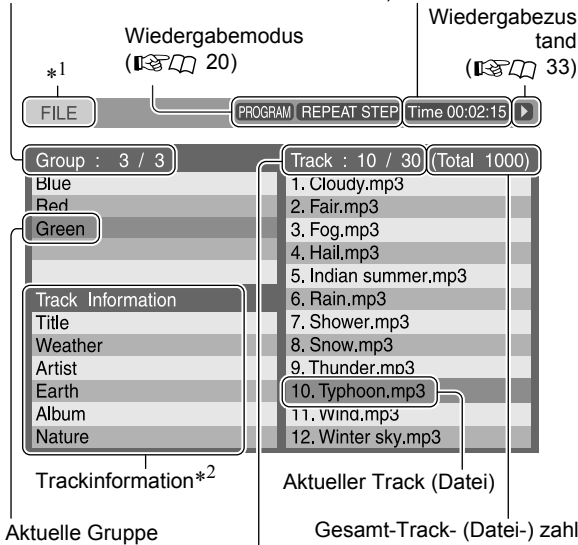 Wiedergabezus
tand
(☞📖 33)
Wiedergabemodus
(☞📖 20)
*1
FILE
PROGRAM REPEAT STEP Time 00:02:15
Group : 3 / 3
Track : 10 / 30 (Total 1000)
Blue
Red
Green
1. Cloudy.mp3
2. Fair.mp3
3. Fog.mp3
4. Hail.mp3
5. Indian summer.mp3
6. Rain.mp3
7. Shower.mp3
8. Snow.mp3
9. Thunder.mp3
10. Typhoon.mp3
11. Wind.mp3
12. Winter sky.mp3
Track Information
Title
Weather
Artist
Earth
Album
Nature
Trackinformation*2
Aktueller Track (Datei)
Aktuelle Gruppe
Gesamt-Track- (Datei-) zahl